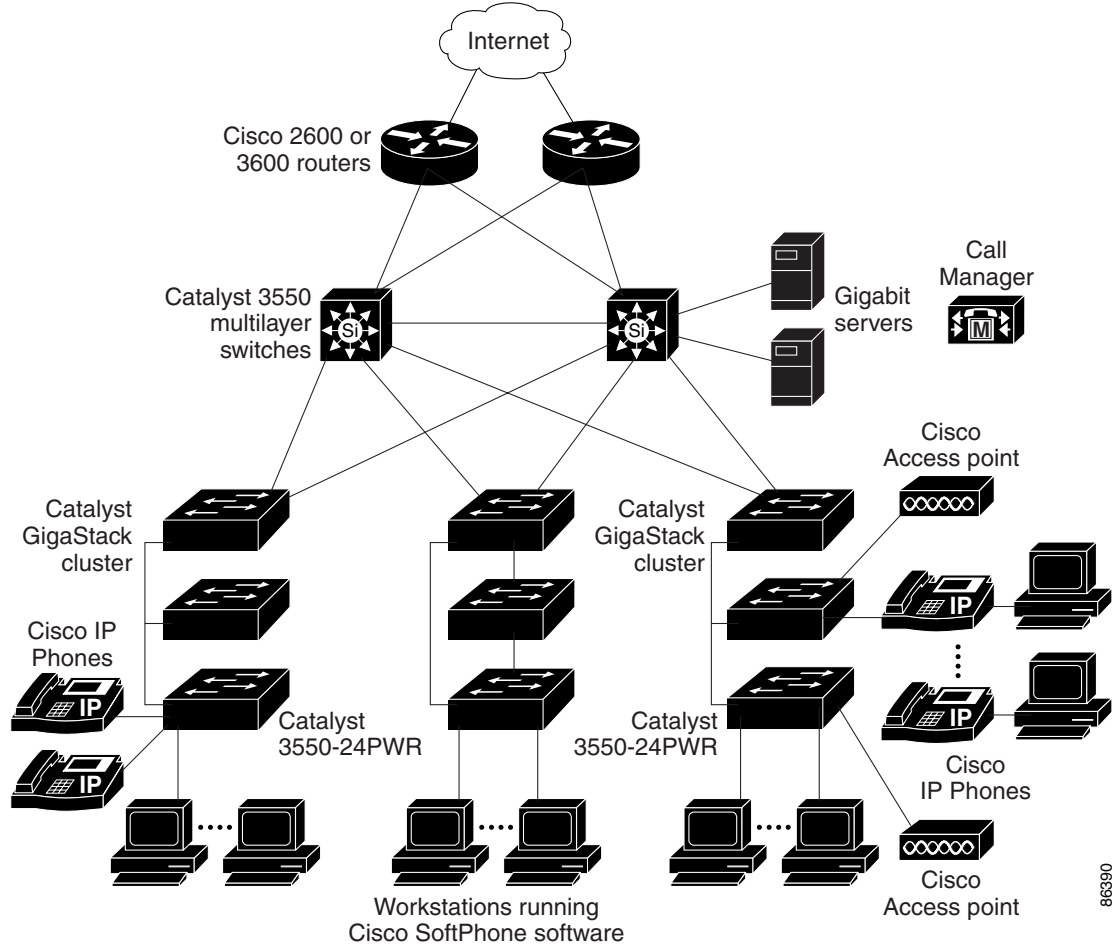 Internet
Cisco 2600 or
3600 routers
Catalyst 3550
multilayer
switches
Si
Si
Gigabit
servers
Call
Manager
M
Cisco
Access point
Catalyst
GigaStack
cluster
Catalyst
GigaStack
cluster
IP
Cisco IP
Phones
IP
IP
IP
Catalyst
3550-24PWR
Catalyst
3550-24PWR
IP
Cisco
IP Phones
Workstations running
Cisco SoftPhone software
Cisco
Access point
86390